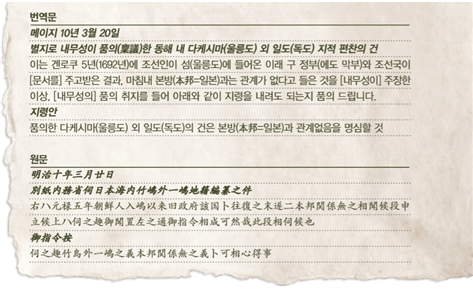 번역문
메이지 10년 3월 20일
별지로 내무성이 품의(稟議)한 동해 내 다케시마(울릉도) 외 일도(독도) 지적 편찬의 건
이는 겐로쿠 5년(1692년)에 조선인이 섬(울릉도)에 들어온 이래 구 정부(에도 막부)와 조선국이
[문서를] 주고받은 결과, 마침내 본방(本邦=일본)과는 관계가 없다고 들은 것을 [내무성이] 주장한
이상, [내무성의] 품의 취지를 들어 아래와 같이 지령을 내려도 되는지 품의 드립니다.
지령안
품의한 다케시마(울릉도) 외 일도(독도)의 건은 본방(本邦=일본)과 관계없음을 명심할 것
원문
明治十年三月廿日
別紙内務省伺日本海内竹嶋外一嶋地籍編纂之件
右八元禄五年朝鮮人入嶋以来旧政府該国卜往復之末遂二本邦関係無之相聞候段申
立候上八伺之趣御聞置左之通御指令相成可然哉此段相伺候也
御指令按
伺之趣竹島外一嶋之義本邦関係無之義卜可相心得事